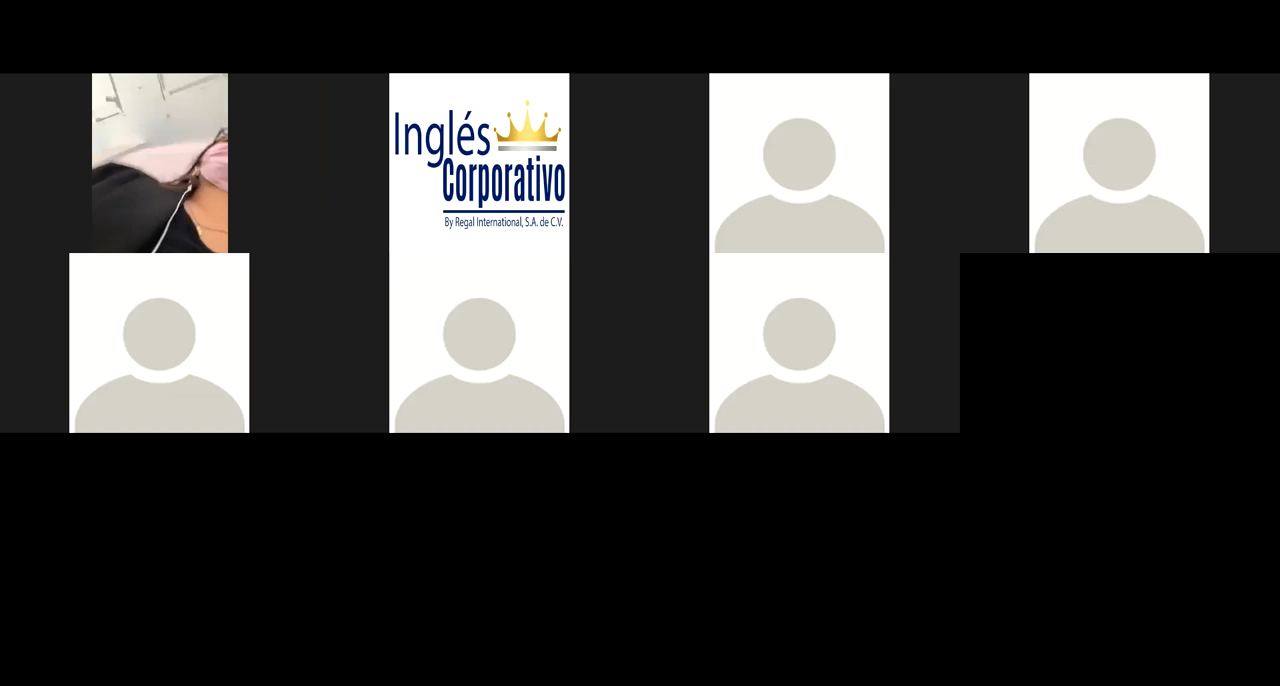 Inglés
Corporativo
By Regal International, S.A. de C.V.